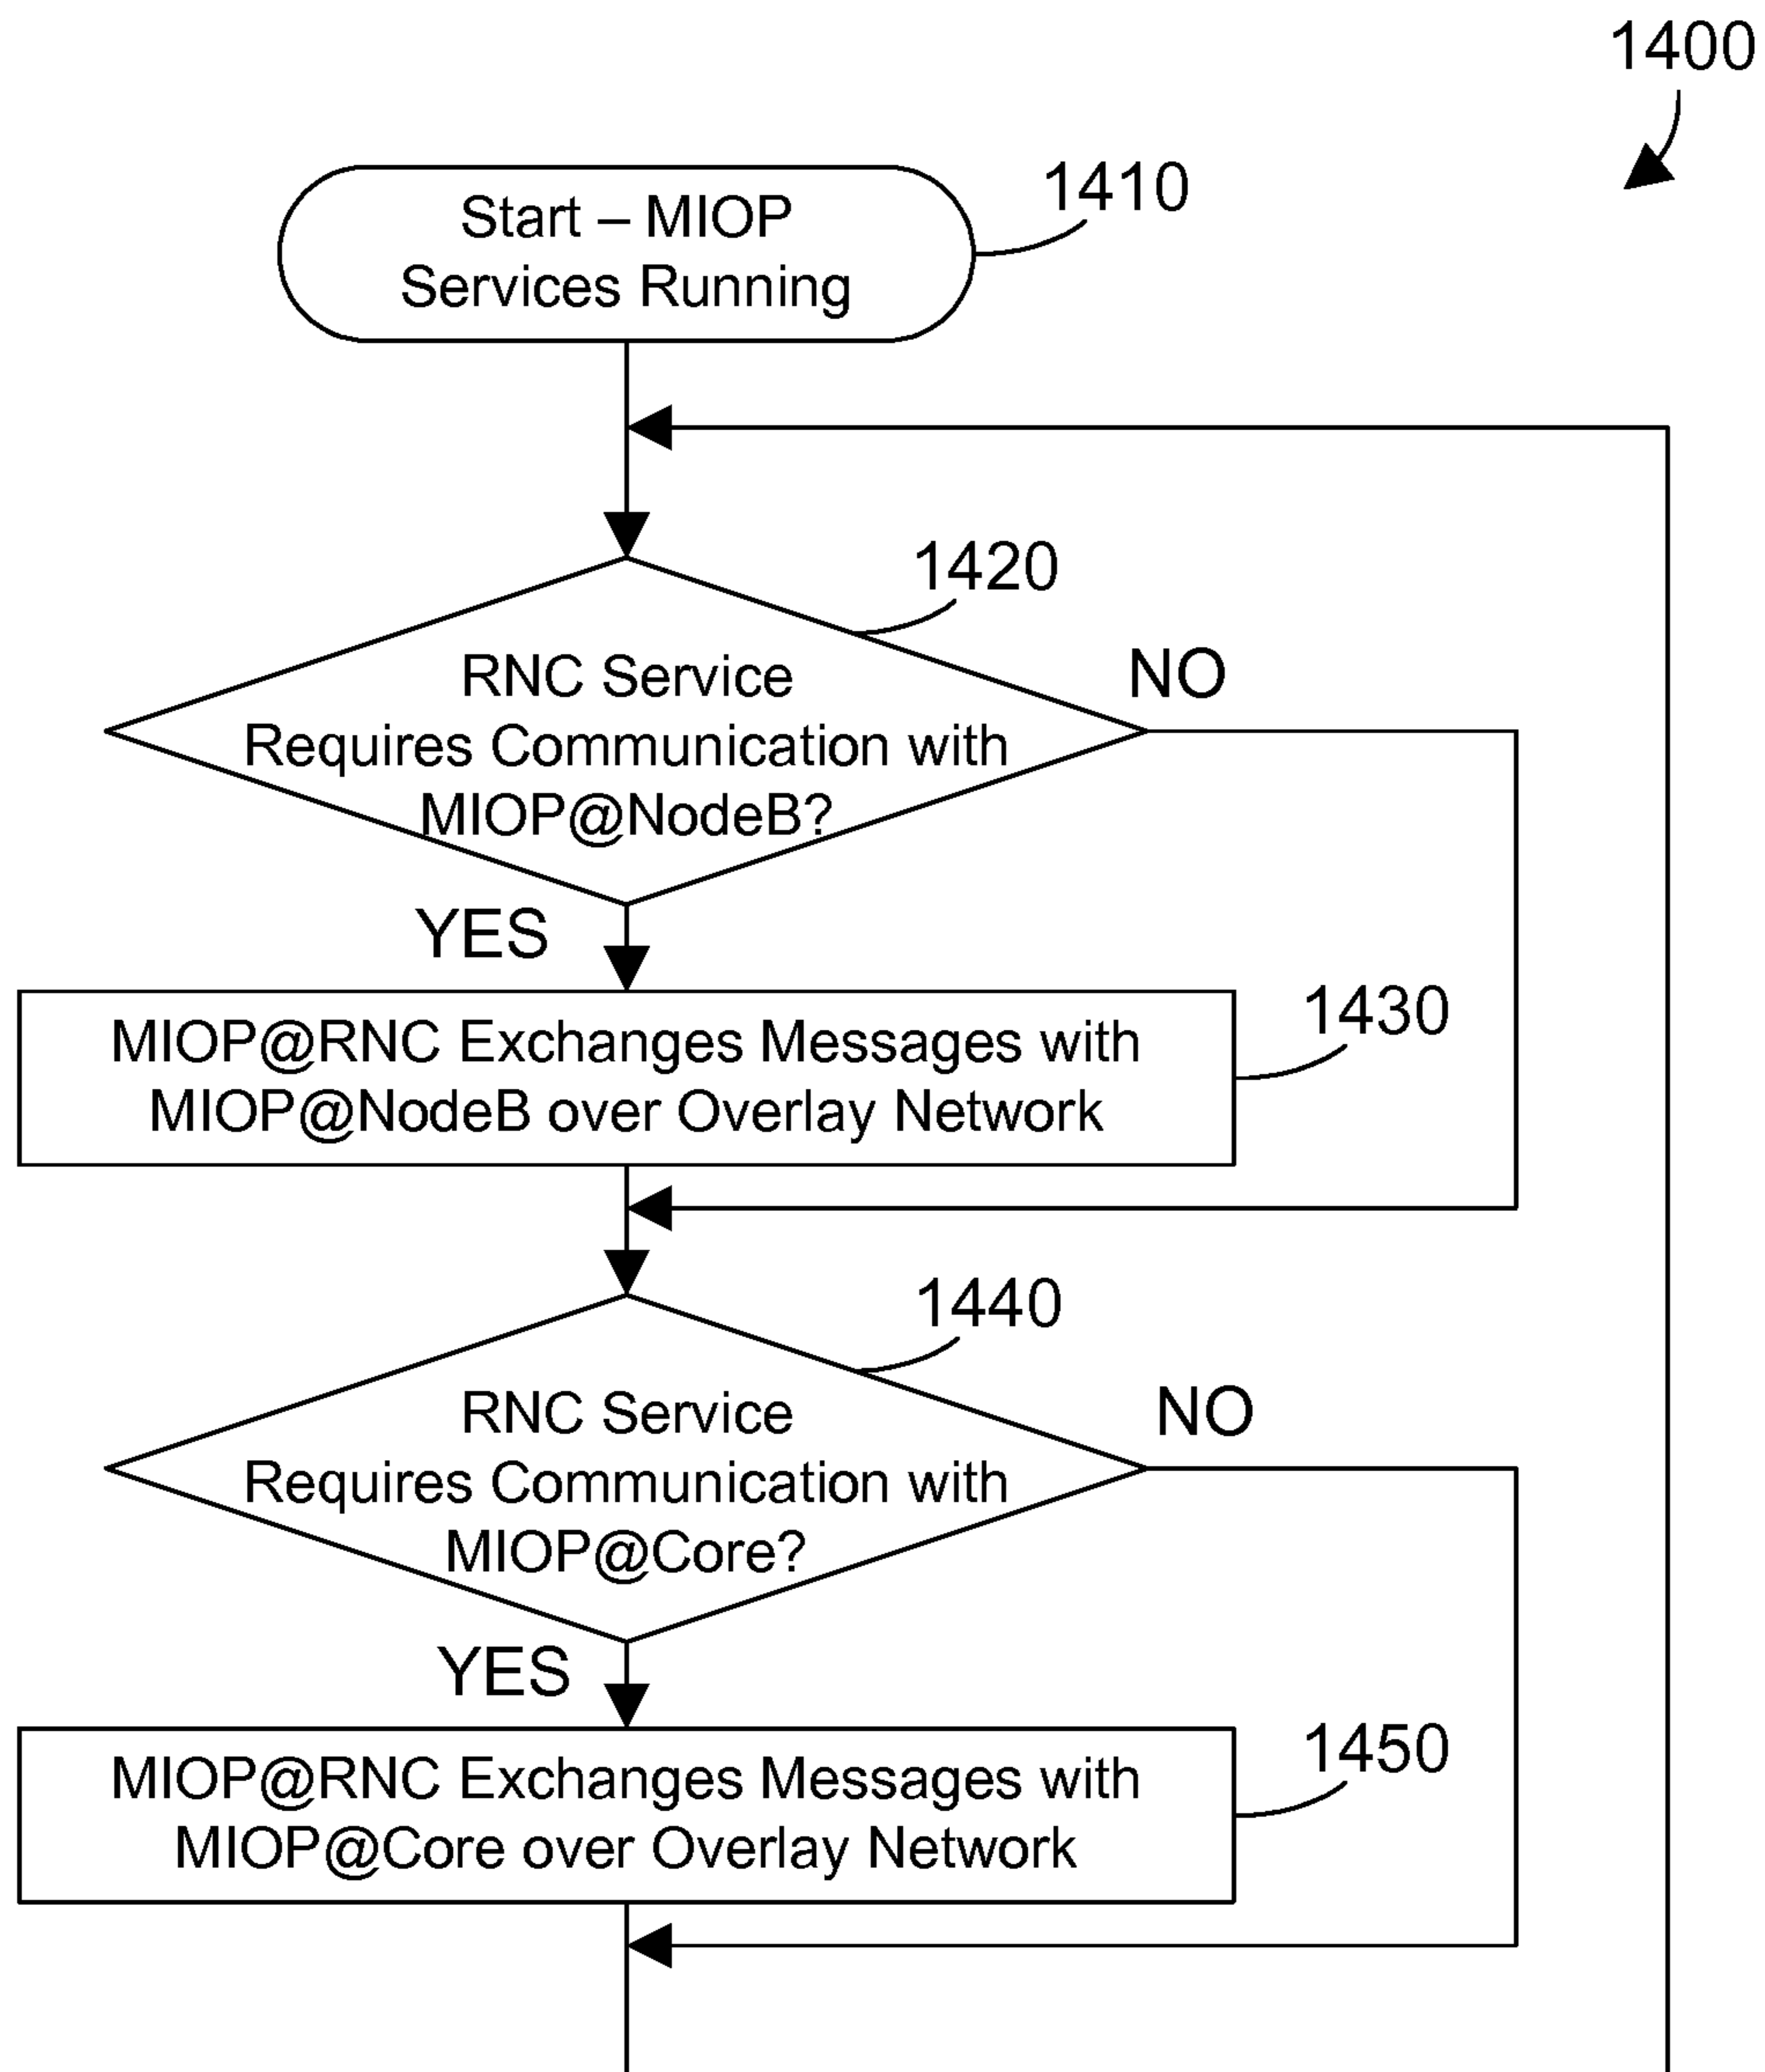 1400
Start – MIOP
Services Running
1410
1420
RNC Service
Requires Communication with
MIOP@NodeB?
NO
YES
MIOP@RNC Exchanges Messages with
MIOP@NodeB over Overlay Network
1430
1440
RNC Service
Requires Communication with
MIOP@Core?
NO
YES
MIOP@RNC Exchanges Messages with
MIOP@Core over Overlay Network
1450